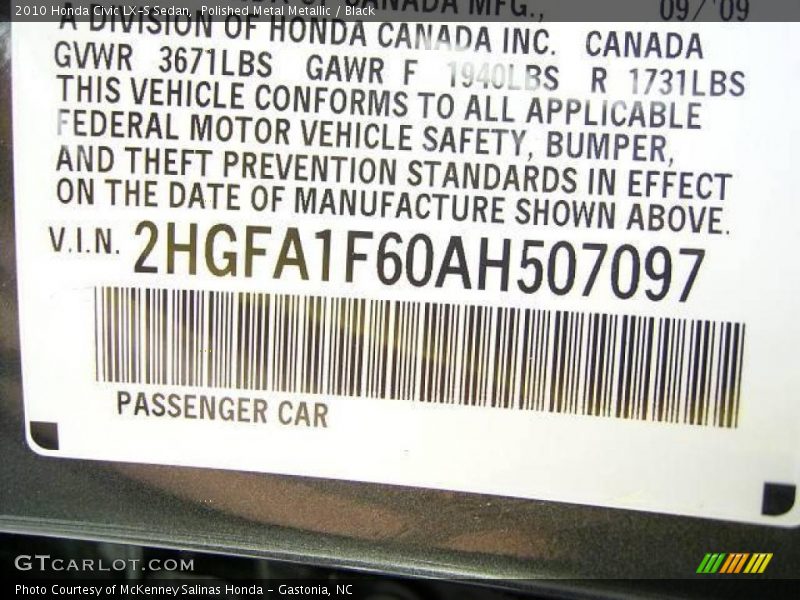 2010 Honda Civic LX-S Sedan, Polished Metal Metallic / Black
CANADA MFG., 09/'09
A DIVISION OF HONDA CANADA INC. CANADA
GVWR 3671LBS GAWR F 1940LBS R 1731LBS
THIS VEHICLE CONFORMS TO ALL APPLICABLE
FEDERAL MOTOR VEHICLE SAFETY, BUMPER,
AND THEFT PREVENTION STANDARDS IN EFFECT
ON THE DATE OF MANUFACTURE SHOWN ABOVE.
V.I.N. 2HGFA1F60AH507097
PASSENGER CAR
GTCARLOT.COM
Photo Courtesy of McKenney Salinas Honda - Gastonia, NC